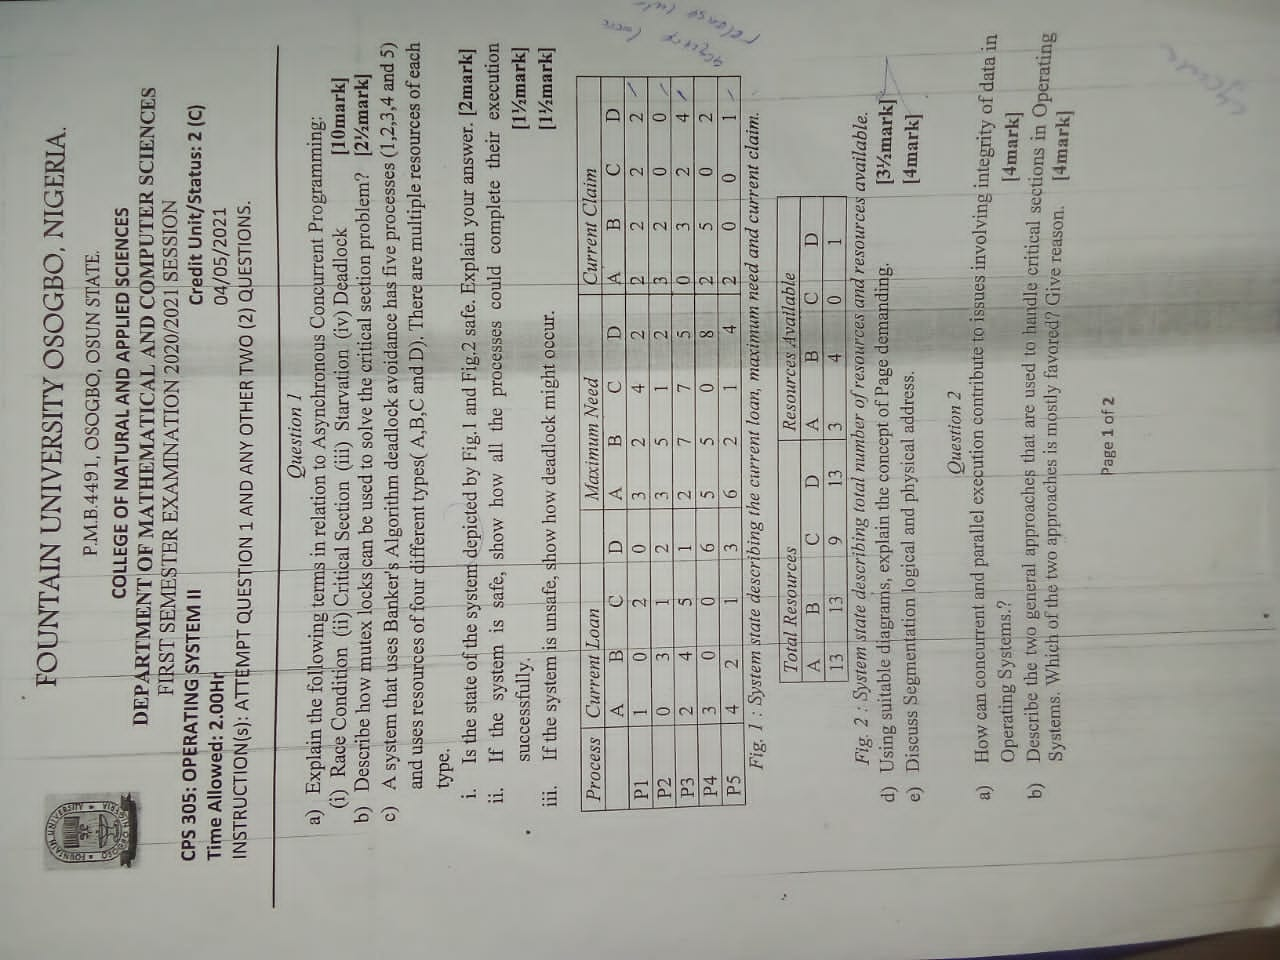 FOUNTAIN UNIVERSITY OSOGBO, NIGERIA.
P.M.B.4491, OSOGBO, OSUN STATE.
COLLEGE OF NATURAL AND APPLIED SCIENCES
DEPARTMENT OF MATHEMATICAL AND COMPUTER SCIENCES
FIRST SEMESTER EXAMINATION 2020/2021 SESSION
CPS 305: OPERATING SYSTEM II Credit Unit/Status: 2 (C)
Time Allowed: 2.00Hr 04/05/2021
INSTRUCTION(s): ATTEMPT QUESTION 1 AND ANY OTHER TWO (2) QUESTIONS.
Question 1
a) Explain the following terms in relation to Asynchronous Concurrent Programming:
(i) Race Condition (ii) Critical Section (iii) Starvation (iv) Deadlock [10mark]
b) Describe how mutex locks can be used to solve the critical section problem? [2½mark]
c) A system that uses Banker's Algorithm deadlock avoidance has five processes (1,2,3,4 and 5)
and uses resources of four different types( A,B,C and D). There are multiple resources of each
type.
i. Is the state of the system depicted by Fig.1 and Fig.2 safe. Explain your answer. [2mark]
ii. If the system is safe, show how all the processes could complete their execution
successfully. [1½mark]
iii. If the system is unsafe, show how deadlock might occur. [1½mark]
Process Current Loan Maximum Need Current Claim
A B C D A B C D A B C D
P1 1 0 2 0 3 2 4 2 2 2 2 2
P2 0 3 1 2 3 5 1 2 3 2 0 0
P3 2 4 5 1 2 7 7 5 0 3 2 4
P4 3 0 0 6 5 5 0 8 2 5 0 2
P5 4 2 1 3 6 2 1 4 2 0 0 1
Fig. 1 : System state describing the current loan, maximum need and current claim.
Total Resources Resources Available
A B C D A B C D
13 13 9 13 3 4 0 1
Fig. 2 : System state describing total number of resources and resources available.
d) Using suitable diagrams, explain the concept of Page demanding. [3½mark]
e) Discuss Segmentation logical and physical address. [4mark]
Question 2
a) How can concurrent and parallel execution contribute to issues involving integrity of data in
Operating Systems.? [4mark]
b) Describe the two general approaches that are used to handle critical sections in Operating
Systems. Which of the two approaches is mostly favored? Give reason. [4mark]
Page 1 of 2